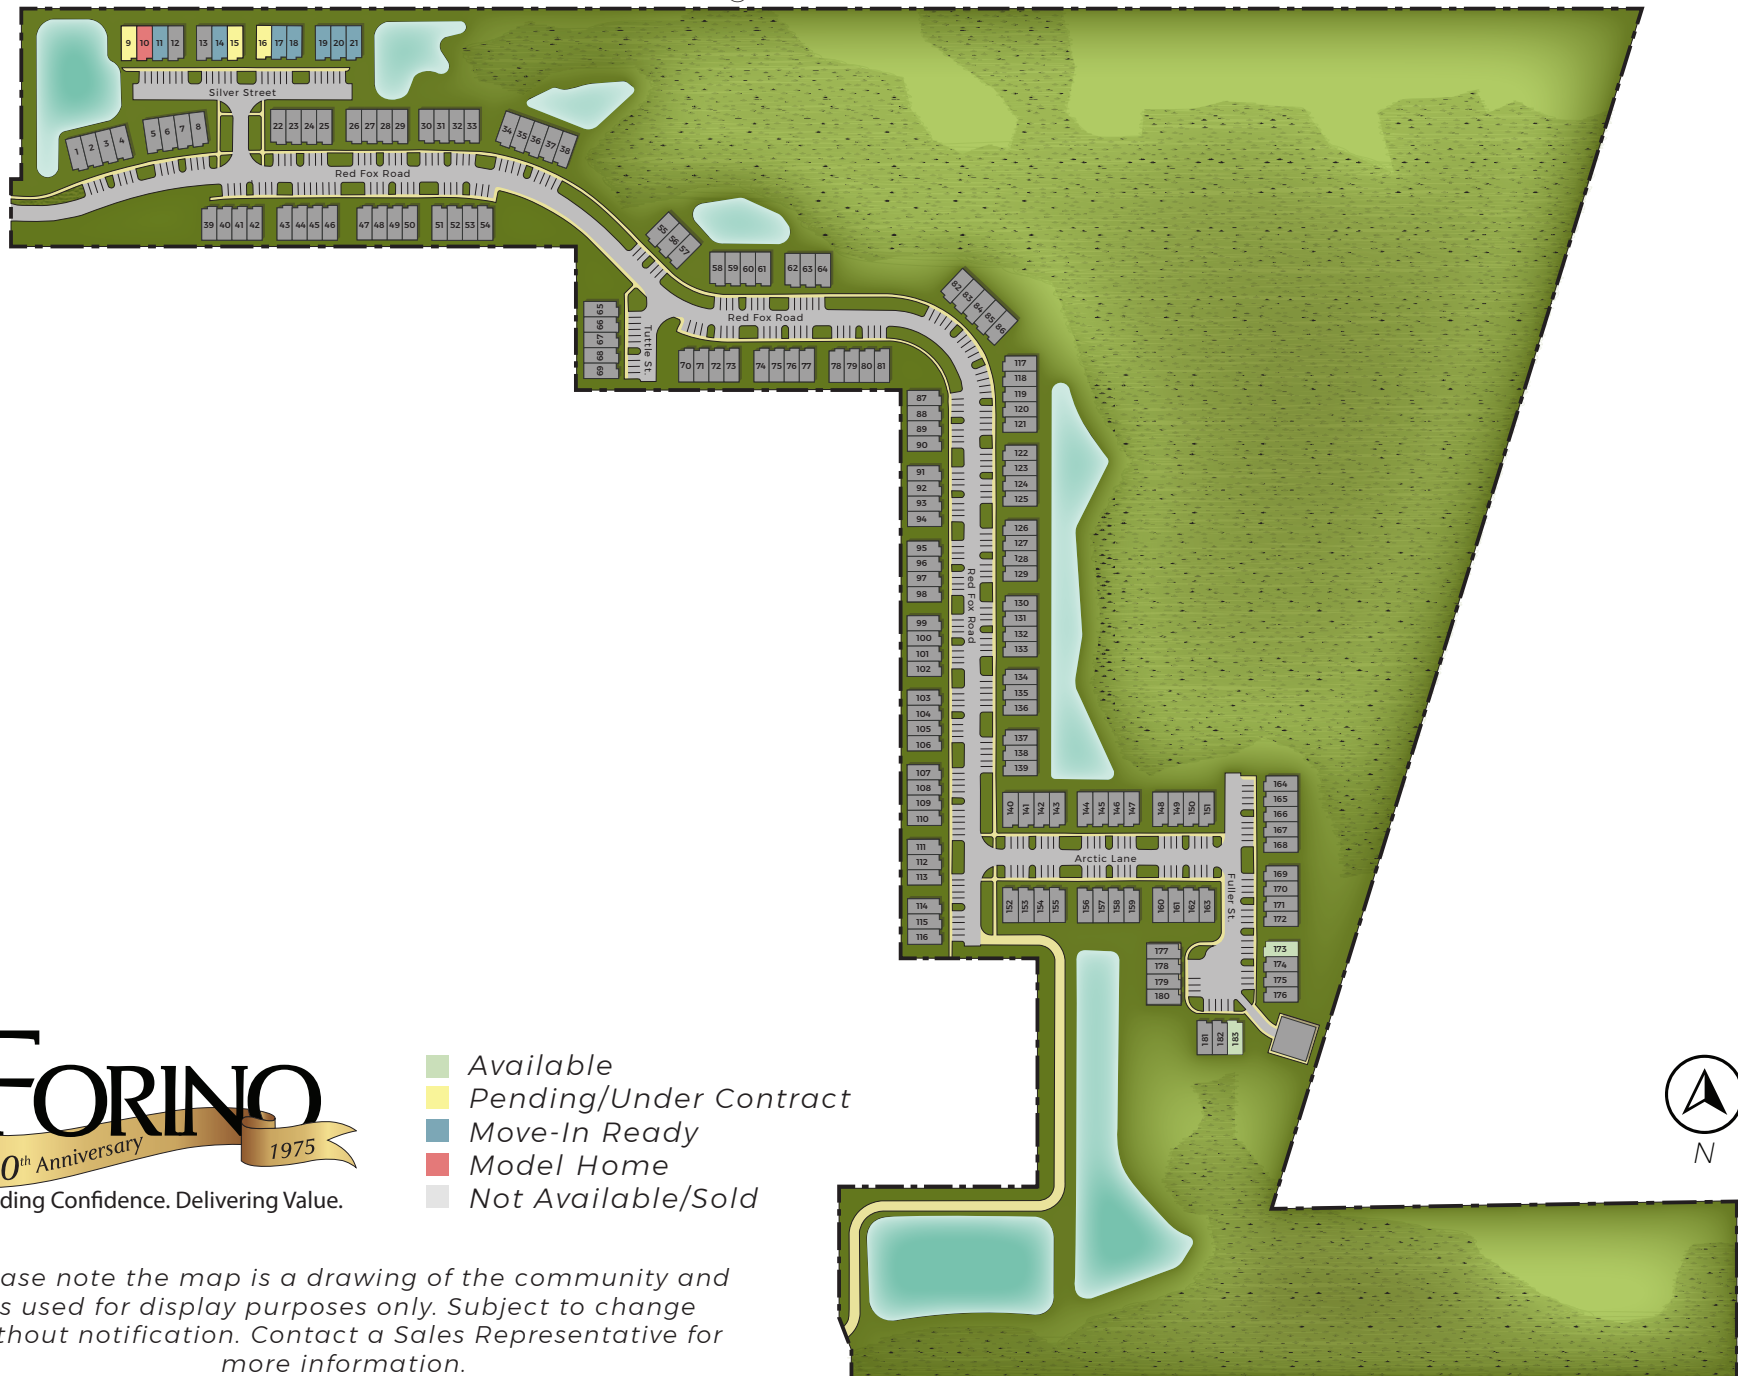 9 10 11 12 13 14 15 16 17 18 19 20 21
Silver Street
1 2 3 4 5 6 7 8
22 23 24 25 26 27 28 29 30 31 32 33 34 35 36 37 38
Red Fox Road
39 40 41 42 43 44 45 46 47 48 49 50 51 52 53 54
55 56 57
58 59 60 61 62 63 64
65
66
67
68
69
Tuttle St.
Red Fox Road
70 71 72 73 74 75 76 77 78 79 80 81
82 83 84 85 86
87
88
89
90
91
92
93
94
95
96
97
98
99
100
101
102
103
104
105
106
107
108
109
110
111
112
113
114
115
116
Red Fox Road
117
118
119
120
121
122
123
124
125
126
127
128
129
130
131
132
133
134
135
136
137
138
139
140 141 142 143 144 145 146 147 148 149 150 151
Arctic Lane
152 153 154 155 156 157 158 159 160 161 162 163
Fuller St.
164
165
166
167
168
169
170
171
172
173
174
175
176
177
178
179
180
181 182 183
FORINO
0th Anniversary 1975
ding Confidence. Delivering Value.
Available
Pending/Under Contract
Move-In Ready
Model Home
Not Available/Sold
N
ase note the map is a drawing of the community and
s used for display purposes only. Subject to change
thout notification. Contact a Sales Representative for
more information.